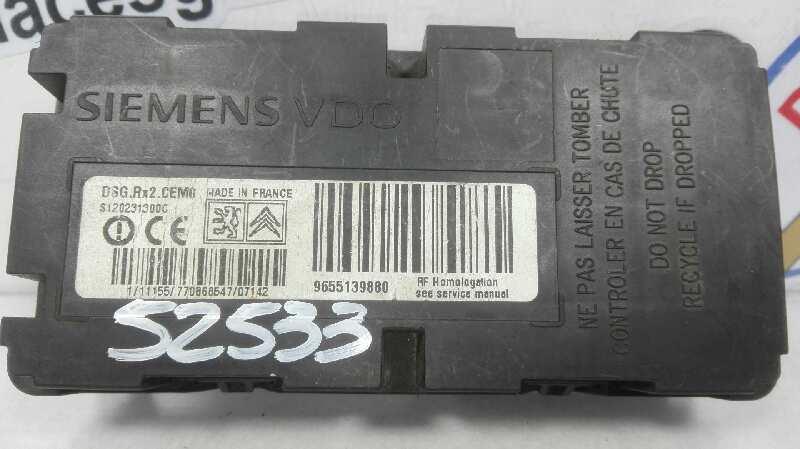 SIEMENS VDO
DSG.Rx2.CEM0 MADE IN FRANCE
S120231300C
CE
1/11155/770866547/07142
9655139880
RF Homologation
see service manual
NE PAS LAISSER TOMBER
CONTROLER EN CAS DE CHUTE
DO NOT DROP
RECYCLE IF DROPPED
52533